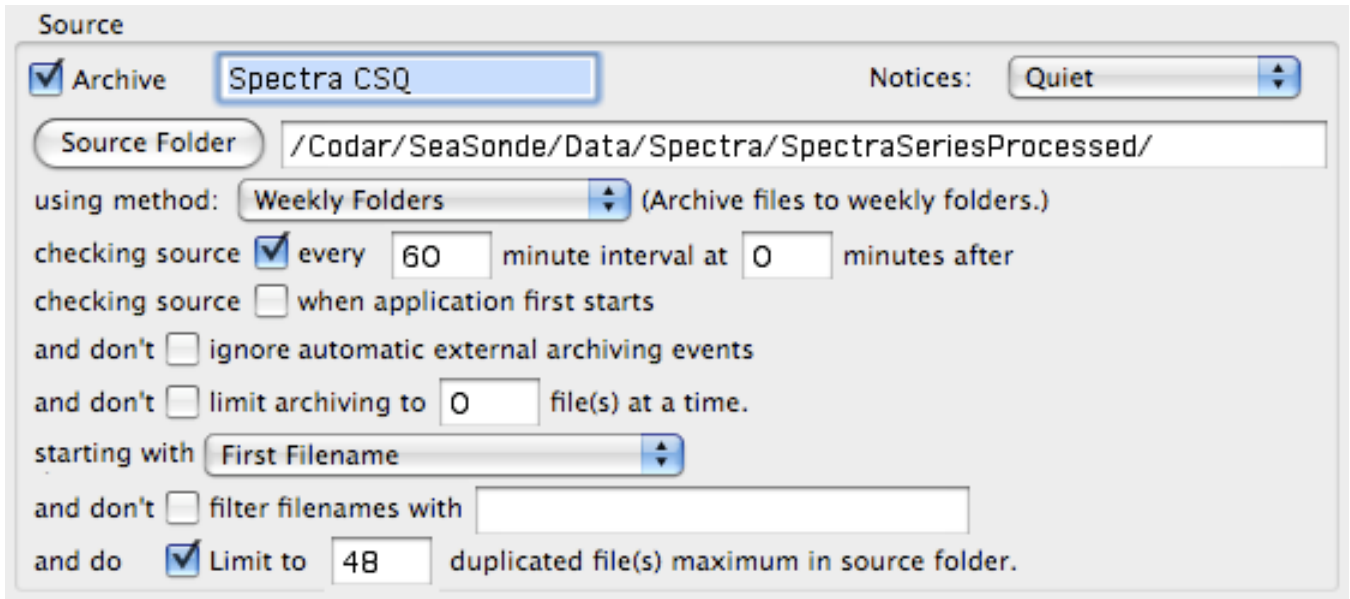 Source
Archive Spectra CSQ Notices: Quiet
Source Folder /Codar/SeaSonde/Data/Spectra/SpectraSeriesProcessed/
using method: Weekly Folders (Archive files to weekly folders.)
checking source every 60 minute interval at 0 minutes after
checking source when application first starts
and don't ignore automatic external archiving events
and don't limit archiving to 0 file(s) at a time.
starting with First Filename
and don't filter filenames with
and do Limit to 48 duplicated file(s) maximum in source folder.